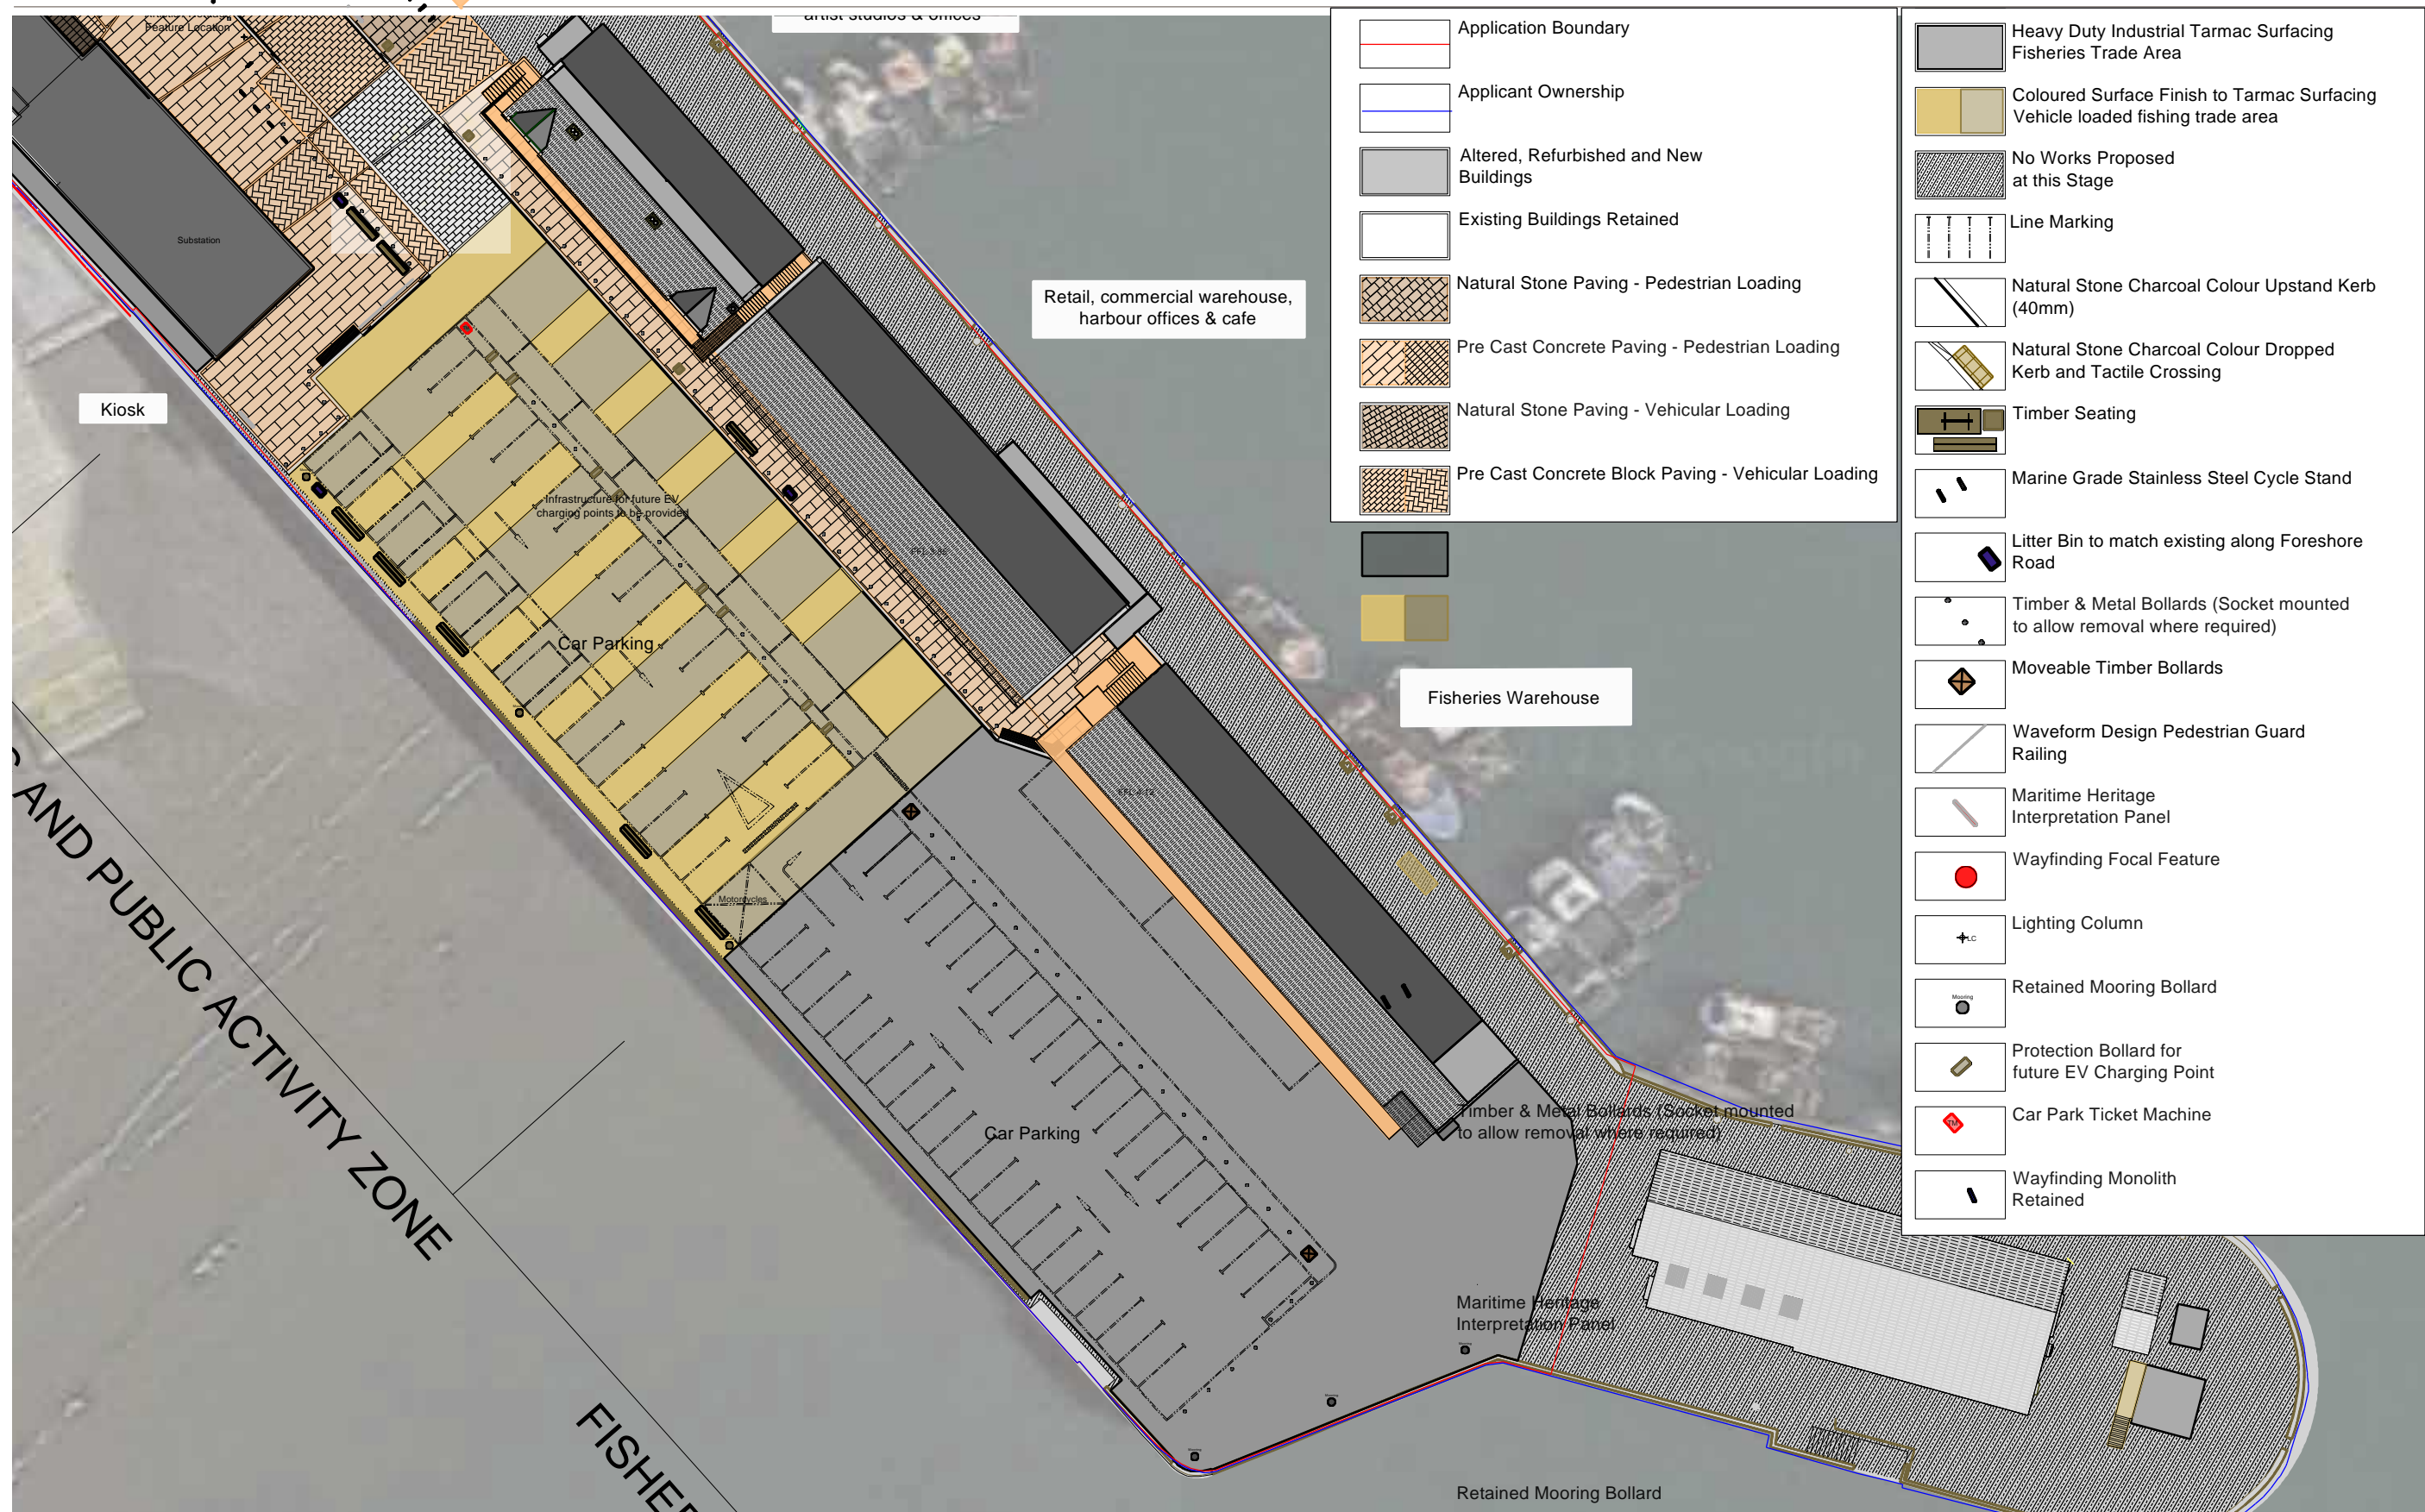 artist studios & offices
Feature Location
Substation
Kiosk
Retail, commercial warehouse,
harbour offices & cafe
Infrastructure for future EV
charging points to be provided
Car Parking
Fisheries Warehouse
Motorcycles
Car Parking
AND PUBLIC ACTIVITY ZONE
Timber & Metal Bollards (Socket mounted
to allow removal where required)
Maritime Heritage
Interpretation Panel
Mooring
Mooring
Retained Mooring Bollard
Application Boundary
Applicant Ownership
Altered, Refurbished and New
Buildings
Existing Buildings Retained
Natural Stone Paving - Pedestrian Loading
Pre Cast Concrete Paving - Pedestrian Loading
Natural Stone Paving - Vehicular Loading
Pre Cast Concrete Block Paving - Vehicular Loading
Heavy Duty Industrial Tarmac Surfacing
Fisheries Trade Area
Coloured Surface Finish to Tarmac Surfacing
Vehicle loaded fishing trade area
No Works Proposed
at this Stage
Line Marking
Natural Stone Charcoal Colour Upstand Kerb
(40mm)
Natural Stone Charcoal Colour Dropped
Kerb and Tactile Crossing
Timber Seating
Marine Grade Stainless Steel Cycle Stand
Litter Bin to match existing along Foreshore
Road
Timber & Metal Bollards (Socket mounted
to allow removal where required)
Moveable Timber Bollards
Waveform Design Pedestrian Guard
Railing
Maritime Heritage
Interpretation Panel
Wayfinding Focal Feature
LC
Lighting Column
Mooring
Retained Mooring Bollard
Protection Bollard for
future EV Charging Point
TM
Car Park Ticket Machine
Wayfinding Monolith
Retained